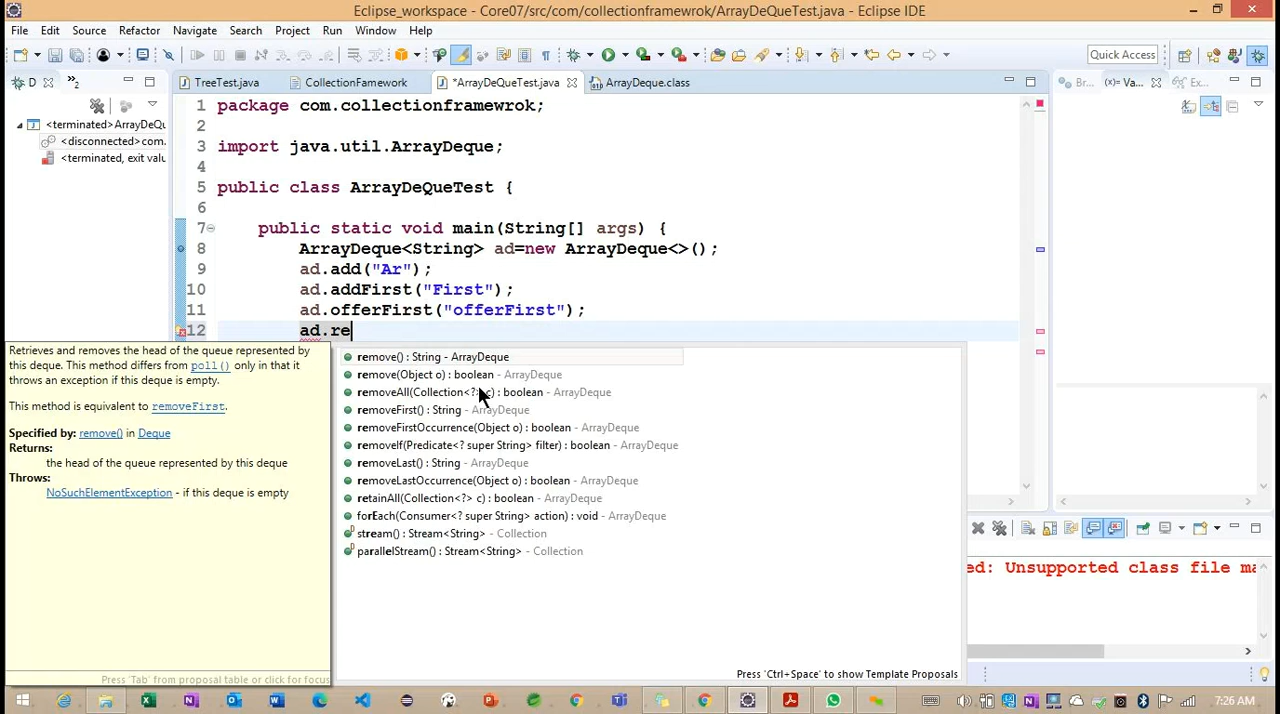 Eclipse_workspace - Core07/src/com/collectionframewrok/ArrayDeQueTest.java - Eclipse IDE
File Edit Source Refactor Navigate Search Project Run Window Help
Quick Access
D
TreeTest.java CollectionFamework *ArrayDeQueTest.java ArrayDeque.class
Br... (x)= Va... Ex...
<terminated>ArrayDeQu
<disconnected>com.
<terminated, exit valu
1 package com.collectionframewrok;
2
3 import java.util.ArrayDeque;
4
5 public class ArrayDeQueTest {
6
7 public static void main(String[] args) {
8 ArrayDeque<String> ad=new ArrayDeque<>();
9 ad.add("Ar");
10 ad.addFirst("First");
11 ad.offerFirst("offerFirst");
12 ad.re
Retrieves and removes the head of the queue represented by
this deque. This method differs from poll() only in that it
throws an exception if this deque is empty.
This method is equivalent to removeFirst.
Specified by: remove() in Deque
Returns:
the head of the queue represented by this deque
Throws:
NoSuchElementException - if this deque is empty
Press 'Tab' from proposal table or click for focus
remove() : String - ArrayDeque
remove(Object o) : boolean - ArrayDeque
removeAll(Collection<?> c) : boolean - ArrayDeque
removeFirst() : String - ArrayDeque
removeFirstOccurrence(Object o) : boolean - ArrayDeque
removeIf(Predicate<? super String> filter) : boolean - ArrayDeque
removeLast() : String - ArrayDeque
removeLastOccurrence(Object o) : boolean - ArrayDeque
retainAll(Collection<?> c) : boolean - ArrayDeque
forEach(Consumer<? super String> action) : void - ArrayDeque
stream() : Stream<String> - Collection
parallelStream() : Stream<String> - Collection
Press 'Ctrl+Space' to show Template Proposals
ed: Unsupported class file ma
7:26 AM